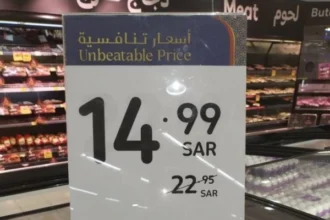 Meat لحوم
أسعار تنافسية
Unbeatable Price
14.99
SAR
22.95
SAR